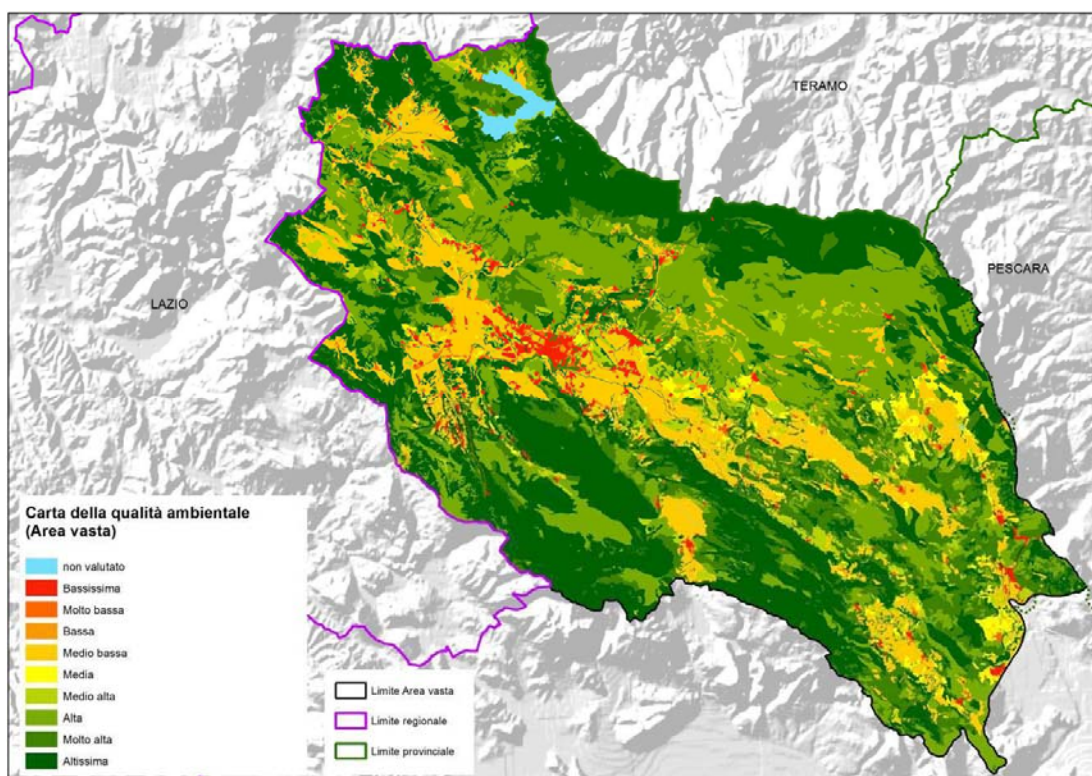 TERAMO
PESCARA
LAZIO
Carta della qualità ambientale
(Area vasta)
non valutato
Bassissima
Molto bassa
Bassa
Medio bassa
Media
Medio alta
Alta
Molto alta
Altissima
Limite Area vasta
Limite regionale
Limite provinciale